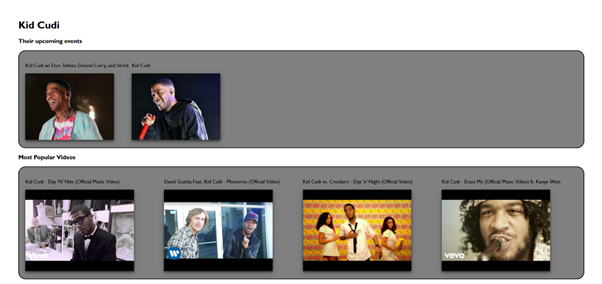 Kid Cudi
Their upcoming events
Kid Cudi w/ Don Toliver, Denzel Curry, and Strick
Kid Cudi
Most Popular Videos
Kid Cudi - Day 'N' Nite (Official Music Video)
David Guetta Feat. Kid Cudi - Memories (Official Video)
Kid Cudi vs. Crookers - Day 'n' Night (Official Video)
Kid Cudi - Erase Me (Official Music Video) ft. Kanye West
W
vevo